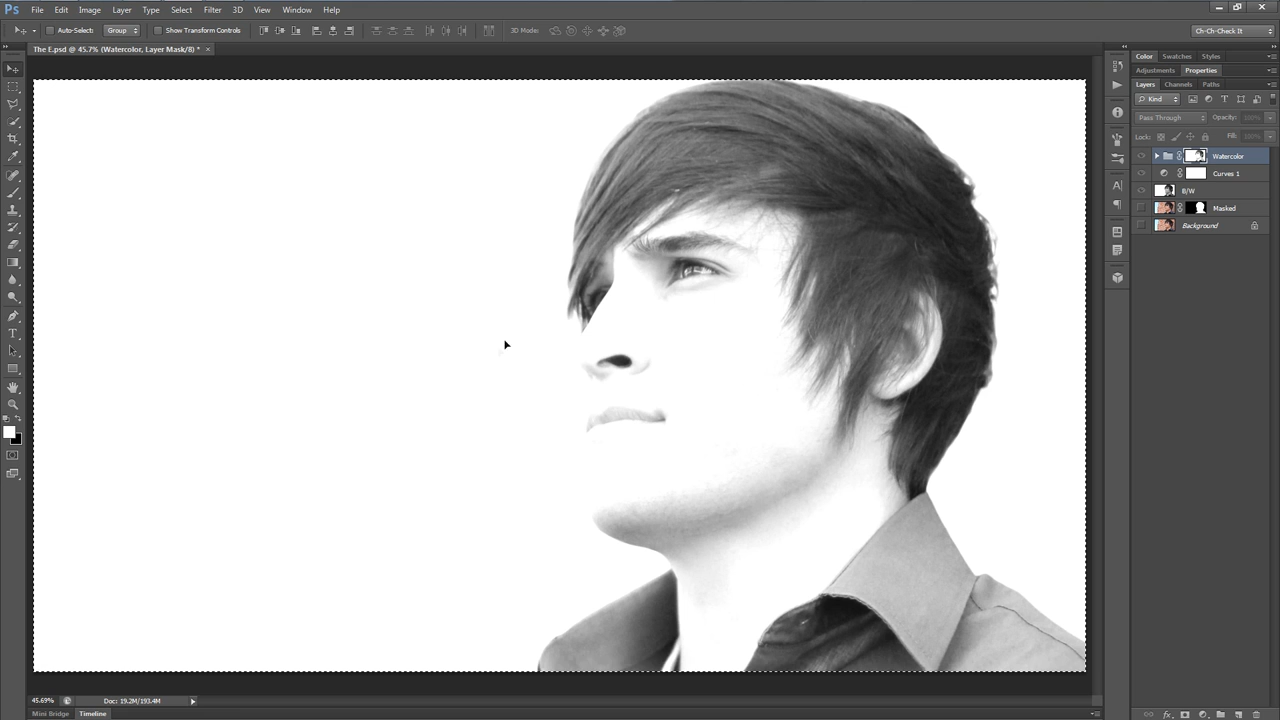 Ps File Edit Image Layer Type Select Filter 3D View Window Help
Auto-Select: Group Show Transform Controls 3D Mode: Ch-Ch-Check It
The E.psd @ 45.7% (Watercolor, Layer Mask/8) * ×
Color Swatches Styles
Adjustments Properties
Layers Channels Paths
Kind
Pass Through Opacity: 100%
Lock: Fill: 100%
Watercolor
Curves 1
B/W
Masked
Background
45.69% Doc: 19.2M/193.4M
Mini Bridge Timeline